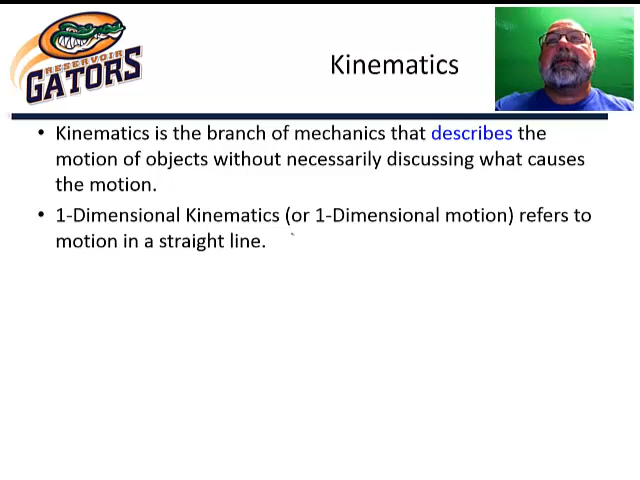 RESERVOIR
GATORS
Kinematics
• Kinematics is the branch of mechanics that describes the
motion of objects without necessarily discussing what causes
the motion.
• 1-Dimensional Kinematics (or 1-Dimensional motion) refers to
motion in a straight line.